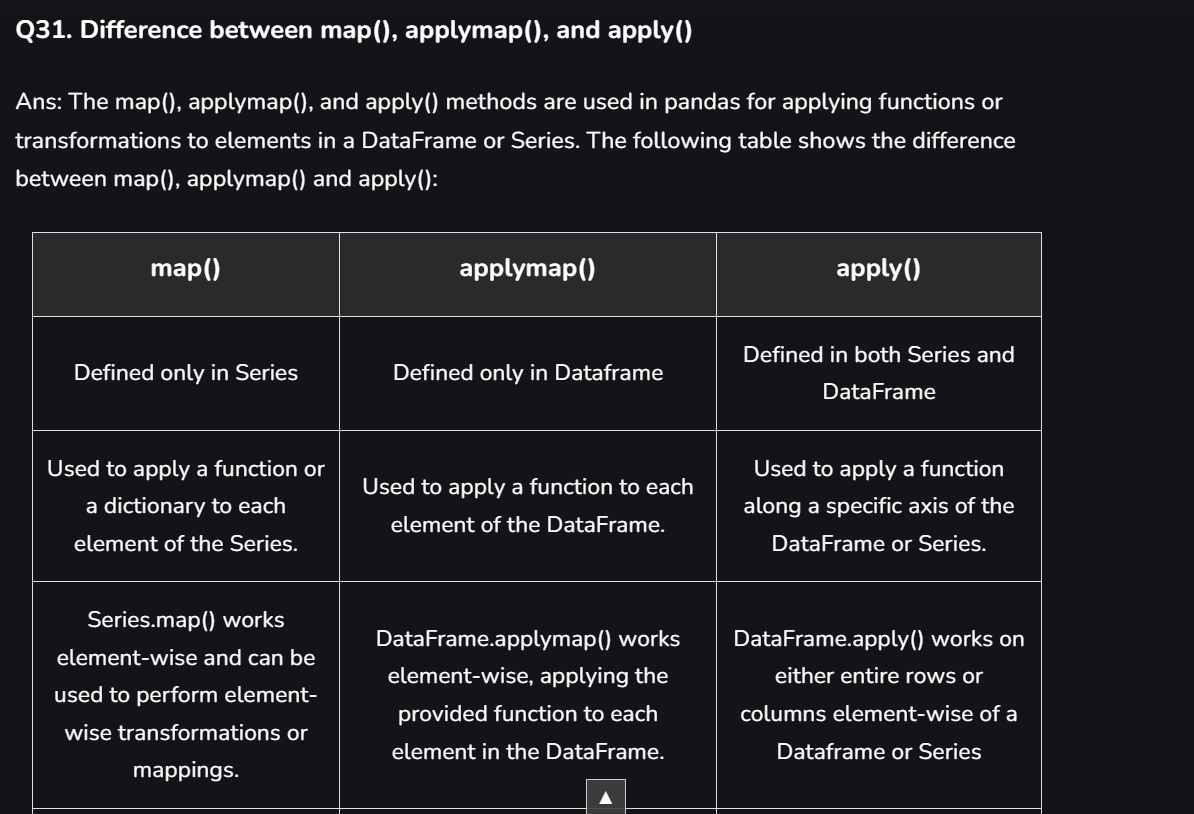 Q31. Difference between map(), applymap(), and apply()
Ans: The map(), applymap(), and apply() methods are used in pandas for applying functions or
transformations to elements in a DataFrame or Series. The following table shows the difference
between map(), applymap() and apply():
map()
applymap()
apply()
Defined only in Series
Defined only in Dataframe
Defined in both Series and
DataFrame
Used to apply a function or
a dictionary to each
element of the Series.
Used to apply a function to each
element of the DataFrame.
Used to apply a function
along a specific axis of the
DataFrame or Series.
Series.map() works
element-wise and can be
used to perform element-
wise transformations or
mappings.
DataFrame.applymap() works
element-wise, applying the
provided function to each
element in the DataFrame.
DataFrame.apply() works on
either entire rows or
columns element-wise of a
Dataframe or Series